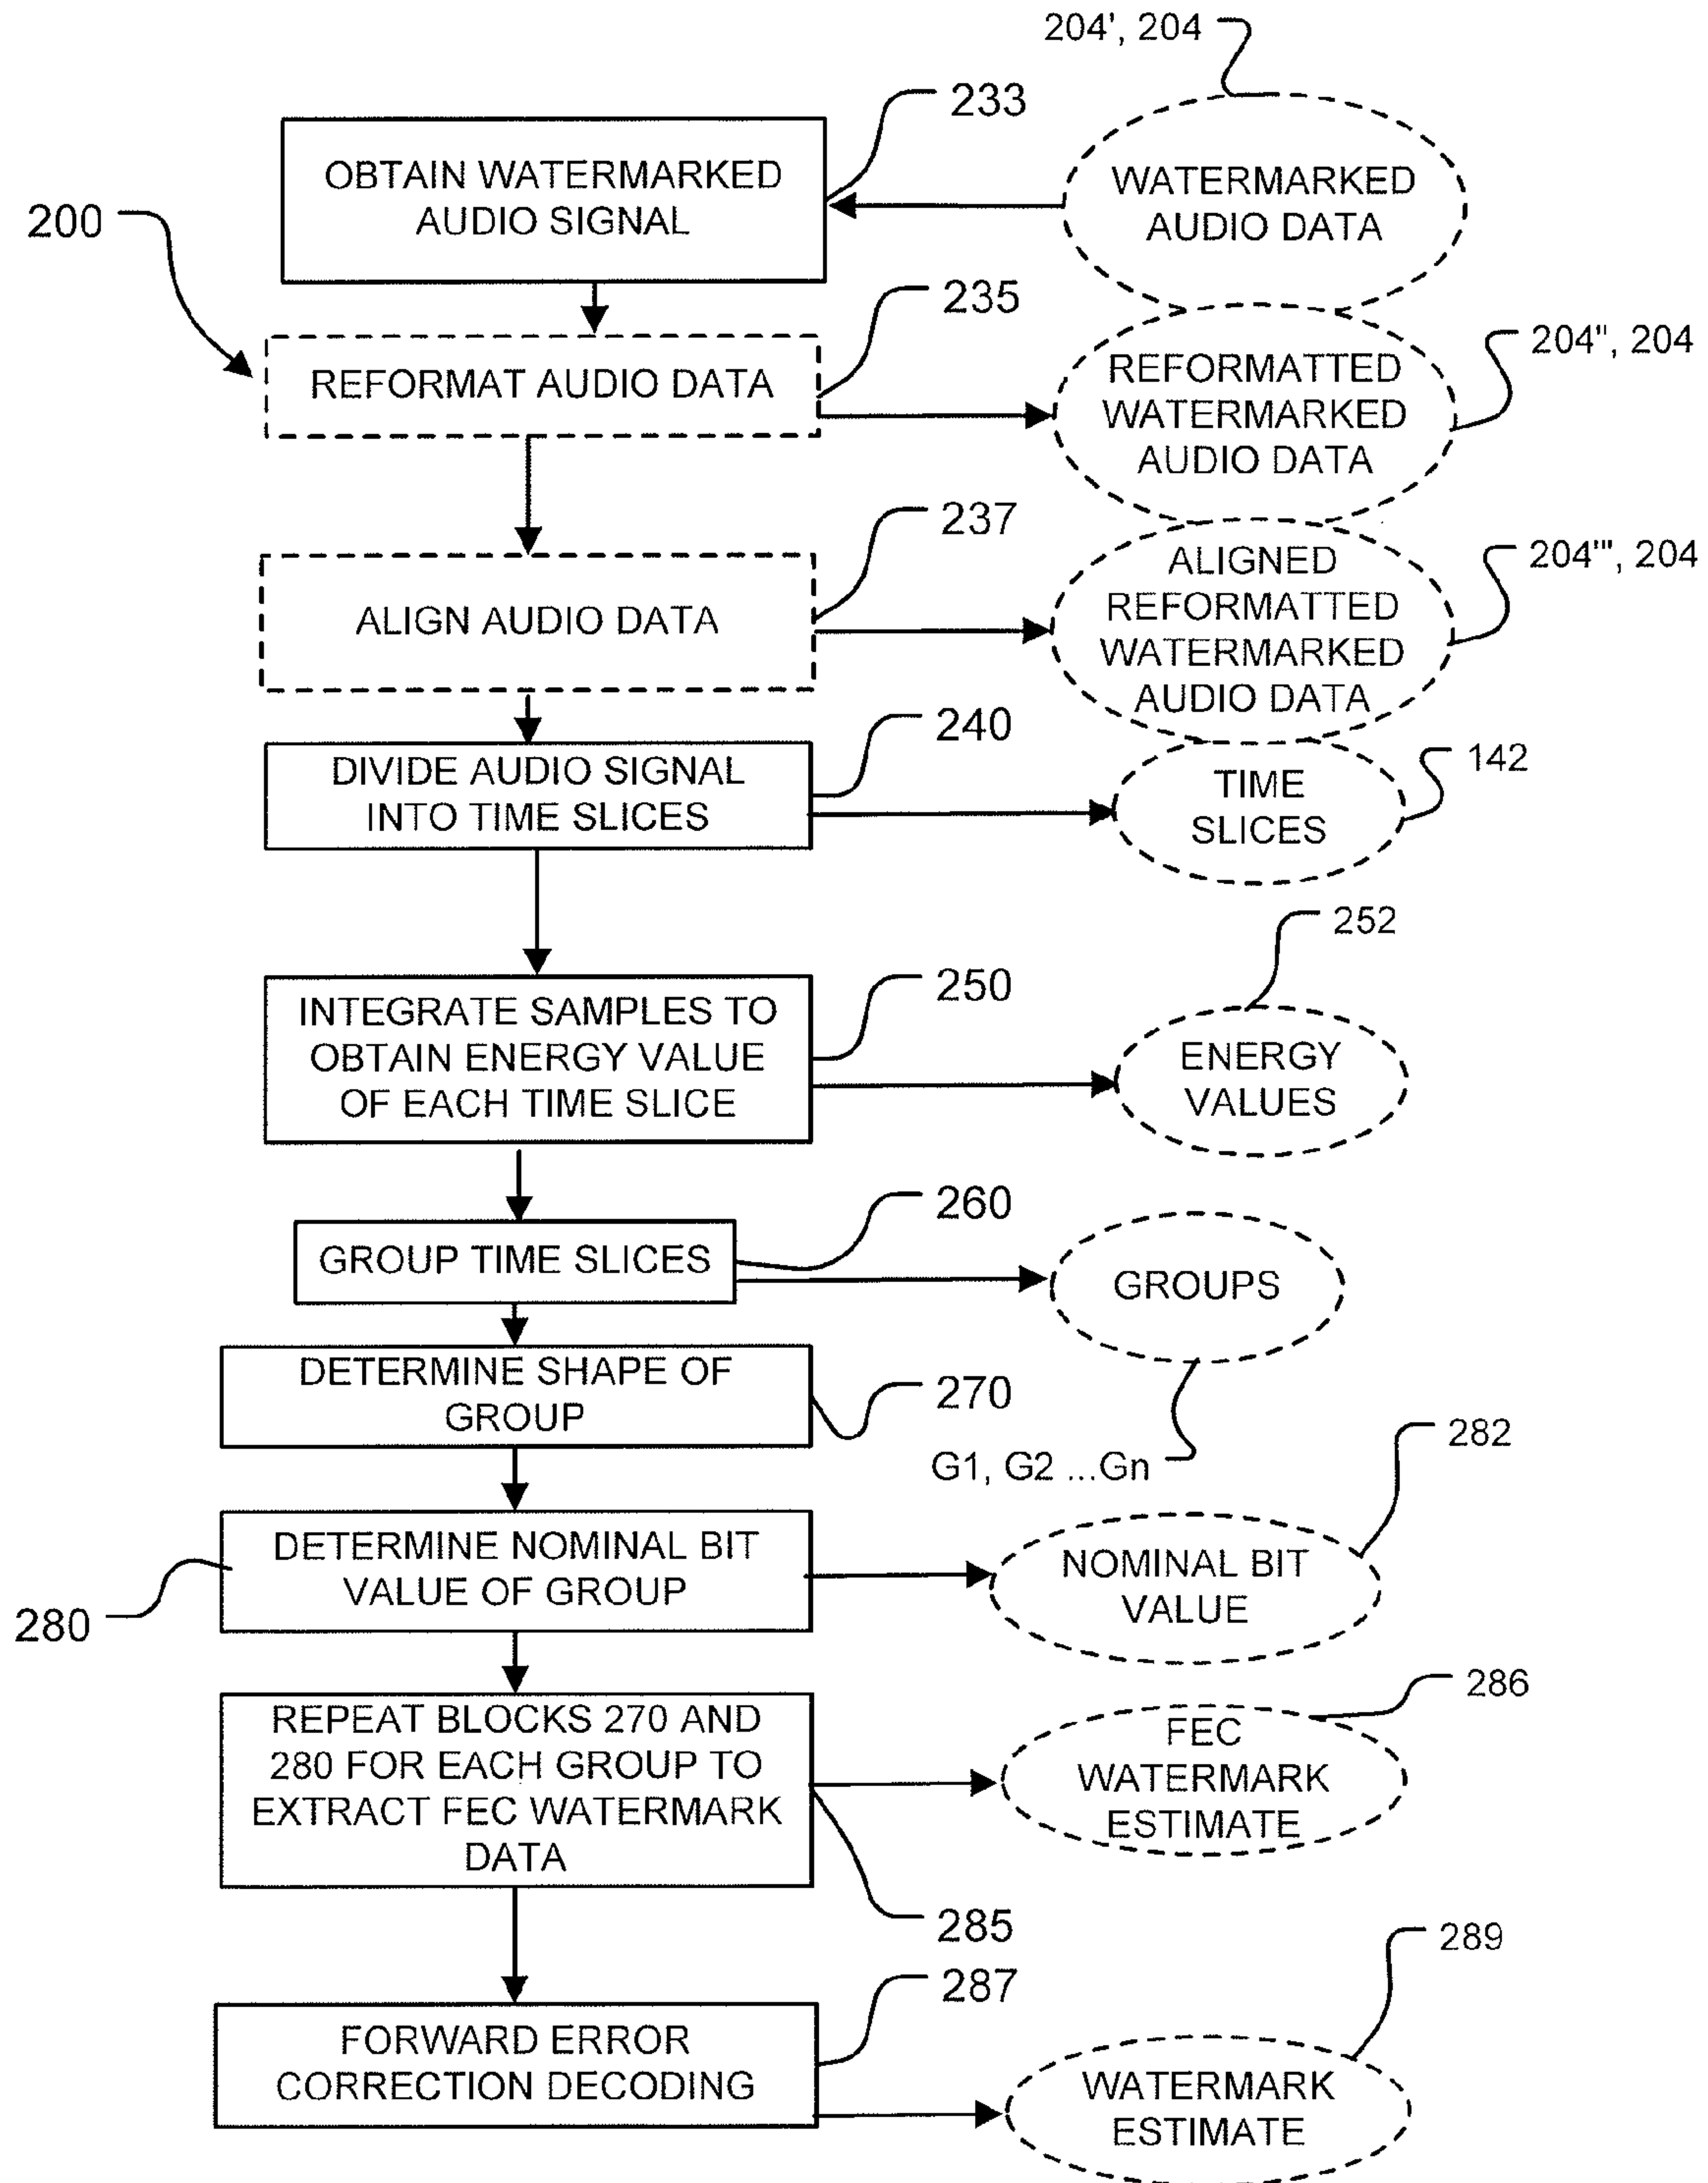 204', 204
233
OBTAIN WATERMARKED
AUDIO SIGNAL
WATERMARKED
AUDIO DATA
200
235
REFORMAT AUDIO DATA
204", 204
REFORMATTED
WATERMARKED
AUDIO DATA
237
ALIGN AUDIO DATA
204''', 204
ALIGNED
REFORMATTED
WATERMARKED
AUDIO DATA
240
DIVIDE AUDIO SIGNAL
INTO TIME SLICES
142
TIME
SLICES
252
250
INTEGRATE SAMPLES TO
OBTAIN ENERGY VALUE
OF EACH TIME SLICE
ENERGY
VALUES
260
GROUP TIME SLICES
GROUPS
DETERMINE SHAPE OF
GROUP
270
G1, G2 ...Gn
282
DETERMINE NOMINAL BIT
VALUE OF GROUP
280
NOMINAL BIT
VALUE
286
REPEAT BLOCKS 270 AND
280 FOR EACH GROUP TO
EXTRACT FEC WATERMARK
DATA
FEC
WATERMARK
ESTIMATE
285
289
287
FORWARD ERROR
CORRECTION DECODING
WATERMARK
ESTIMATE